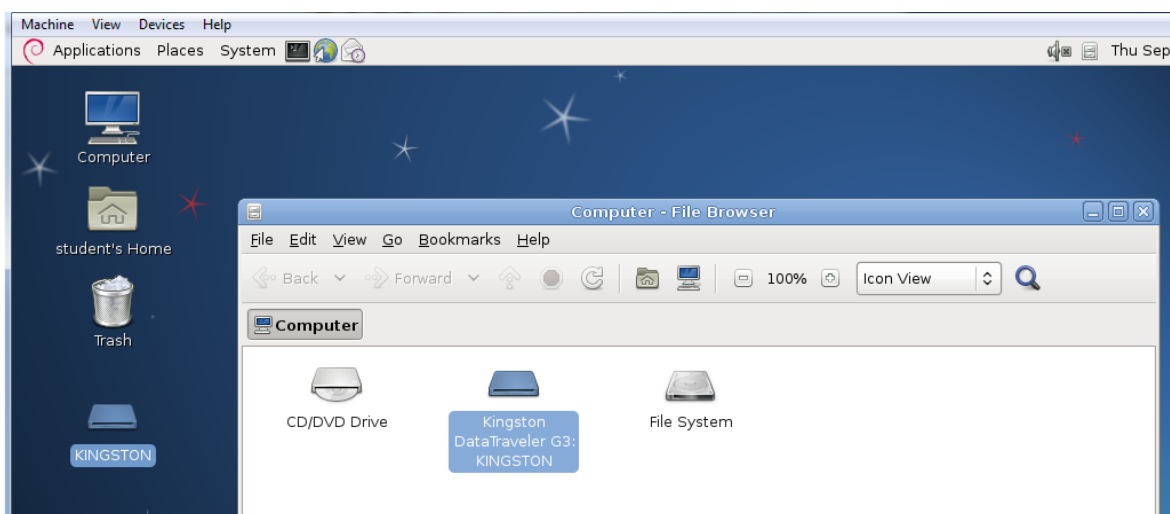 Machine View Devices Help
Applications Places System Thu Sep
Computer
student's Home
Trash
KINGSTON
Computer - File Browser
File Edit View Go Bookmarks Help
Back Forward 100% Icon View
Computer
CD/DVD Drive
Kingston
DataTraveler G3:
KINGSTON
File System